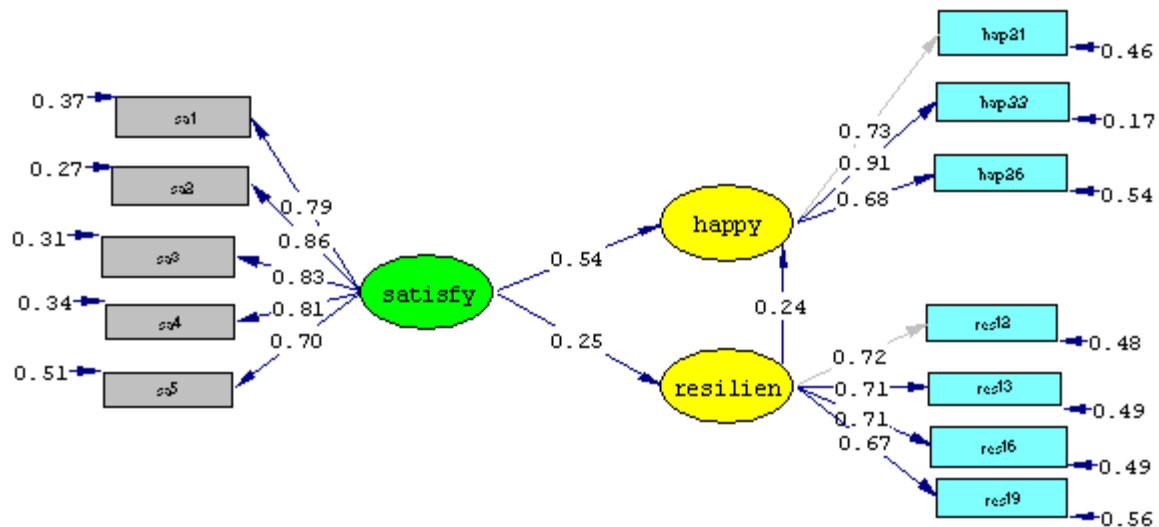 hap21
0.46
0.37
sa1
0.73
hap22
0.17
0.91
0.27
sa2
hap26
0.68
0.54
0.79
happy
0.31
sa3
0.86
0.83
0.54
satisfy
0.34
sa4
0.81
0.24
res12
0.70
0.25
0.48
0.72
0.51
sa5
resilien
0.71
res13
0.49
0.71
0.67
res16
0.49
res19
0.56